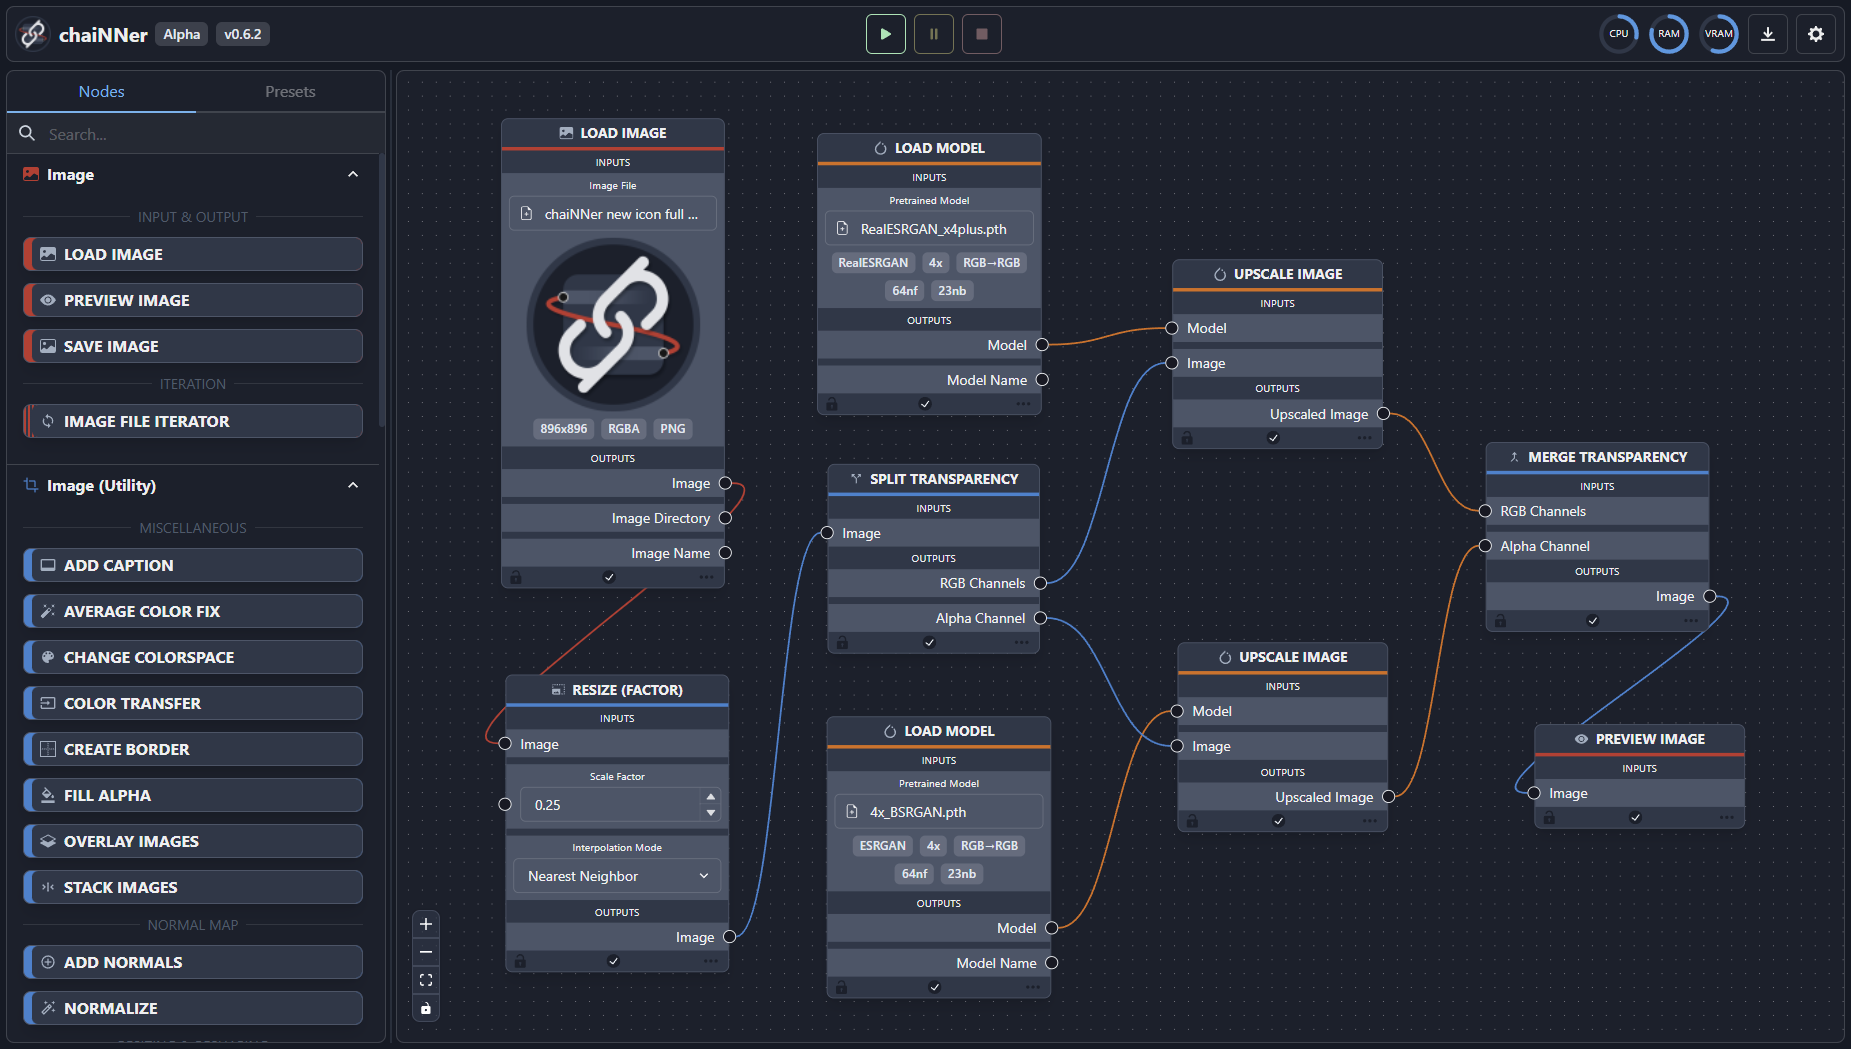 chaiNNer
Alpha
v0.6.2
CPU
RAM
VRAM
Nodes
Presets
Search...
Image
INPUT & OUTPUT
LOAD IMAGE
PREVIEW IMAGE
SAVE IMAGE
ITERATION
IMAGE FILE ITERATOR
Image (Utility)
MISCELLANEOUS
ADD CAPTION
AVERAGE COLOR FIX
CHANGE COLORSPACE
COLOR TRANSFER
CREATE BORDER
FILL ALPHA
OVERLAY IMAGES
STACK IMAGES
NORMAL MAP
ADD NORMALS
NORMALIZE
LOAD IMAGE
INPUTS
Image File
chaiNNer new icon full ...
896x896
RGBA
PNG
OUTPUTS
Image
Image Directory
Image Name
RESIZE (FACTOR)
INPUTS
Image
Scale Factor
0.25
Interpolation Mode
Nearest Neighbor
OUTPUTS
Image
LOAD MODEL
INPUTS
Pretrained Model
RealESRGAN_x4plus.pth
RealESRGAN
4x
RGB→RGB
64nf
23nb
OUTPUTS
Model
Model Name
SPLIT TRANSPARENCY
INPUTS
Image
OUTPUTS
RGB Channels
Alpha Channel
LOAD MODEL
INPUTS
Pretrained Model
4x_BSRGAN.pth
ESRGAN
4x
RGB→RGB
64nf
23nb
OUTPUTS
Model
Model Name
UPSCALE IMAGE
INPUTS
Model
Image
OUTPUTS
Upscaled Image
UPSCALE IMAGE
INPUTS
Model
Image
OUTPUTS
Upscaled Image
MERGE TRANSPARENCY
INPUTS
RGB Channels
Alpha Channel
OUTPUTS
Image
PREVIEW IMAGE
INPUTS
Image